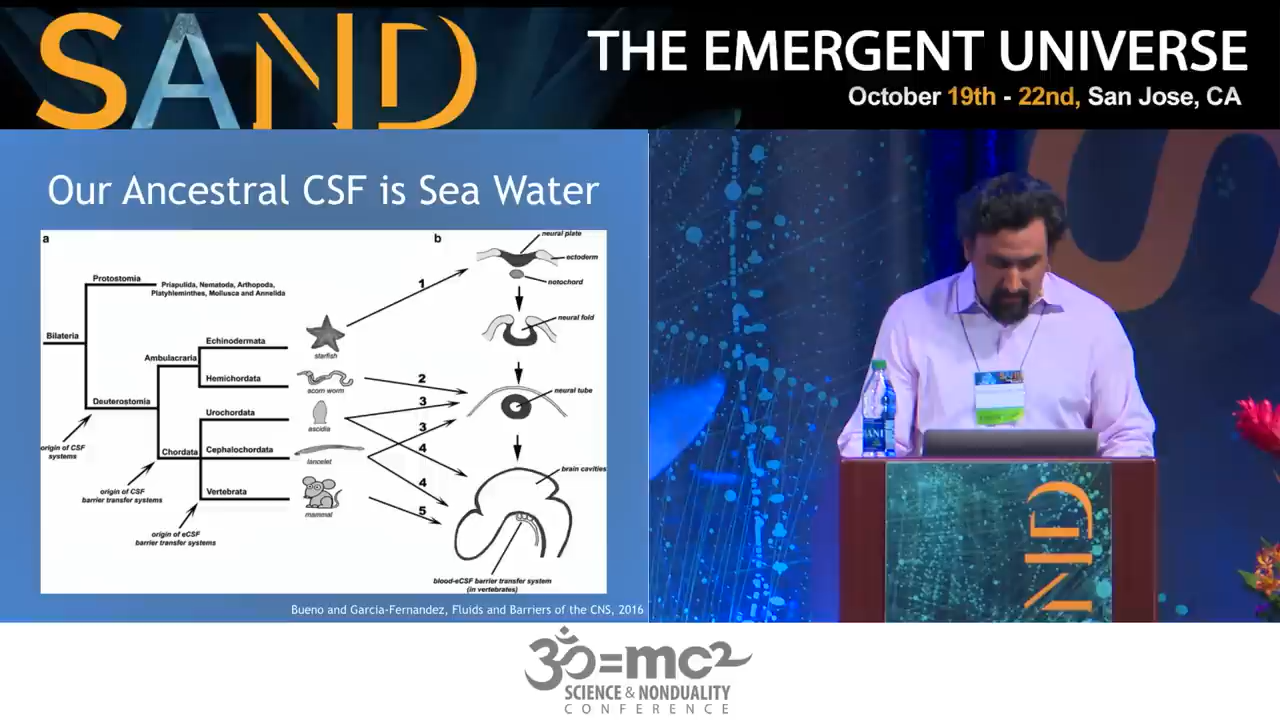 SAND
THE EMERGENT UNIVERSE
October 19th - 22nd, San Jose, CA
Our Ancestral CSF is Sea Water
a
b
neural plate
ectoderm
notochord
Protostomia
Priapulida, Nematoda, Arthopoda,
Platyhleminthes, Mollusca and Annelida
1
neural fold
Bilateria
starfish
Echinodermata
Ambulacraria
Hemichordata
acorn worm
2
neural tube
Deuterostomia
3
Urochordata
ascidia
3
origin of CSF
systems
Chordata
Cephalochordata
lancelet
4
brain cavities
origin of CSF
barrier transfer systems
Vertebrata
mammal
4
5
origin of eCSF
barrier transfer systems
blood-eCSF barrier transfer system
(in vertebrates)
Bueno and Garcia-Fernandez, Fluids and Barriers of the CNS, 2016
SAND
ॐ=mc2
SCIENCE & NONDUALITY
CONFERENCE